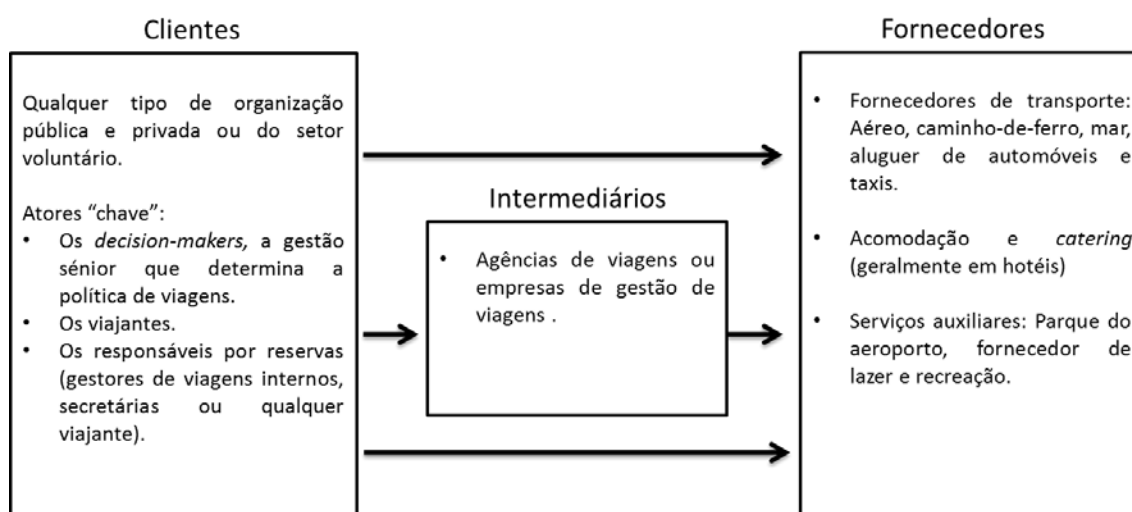 Clientes
Qualquer tipo de organização
pública e privada ou do setor
voluntário.
Atores “chave”:
• Os decision-makers, a gestão
sénior que determina a
política de viagens.
• Os viajantes.
• Os responsáveis por reservas
(gestores de viagens internos,
secretárias ou qualquer
viajante).
Intermediários
• Agências de viagens ou
empresas de gestão de
viagens .
Fornecedores
• Fornecedores de transporte:
Aéreo, caminho-de-ferro, mar,
aluguer de automóveis e
taxis.
• Acomodação e catering
(geralmente em hotéis)
• Serviços auxiliares: Parque do
aeroporto, fornecedor de
lazer e recreação.